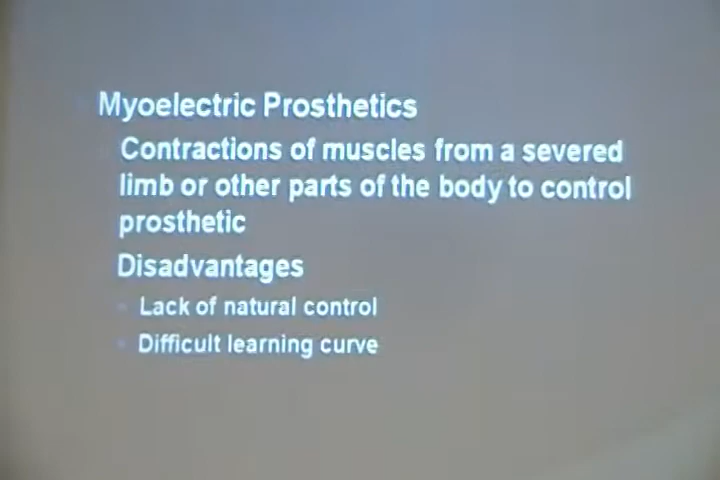 Myoelectric Prosthetics
Contractions of muscles from a severed
limb or other parts of the body to control
prosthetic
Disadvantages
Lack of natural control
Difficult learning curve